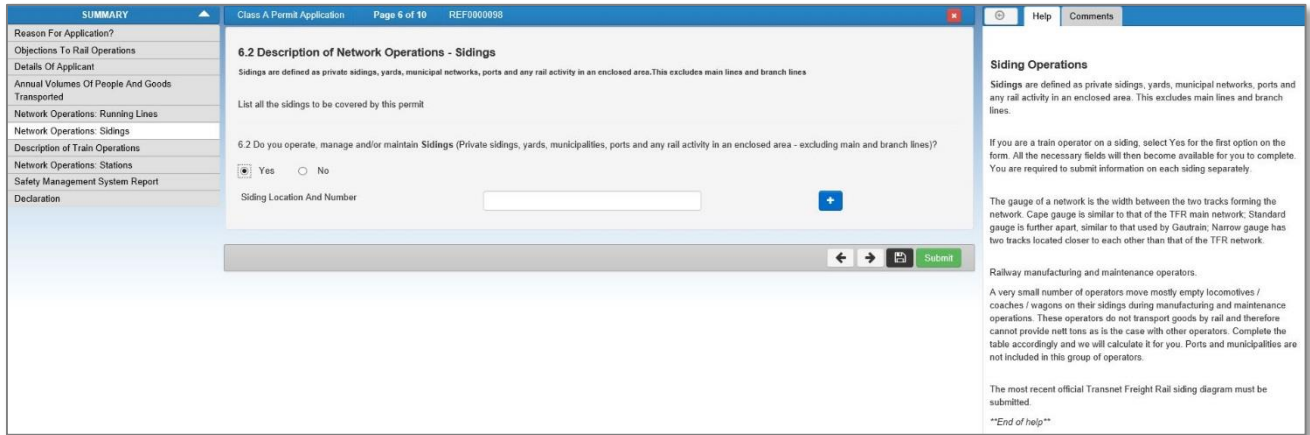 SUMMARY
Reason For Application?
Objections To Rail Operations
Details Of Applicant
Annual Volumes Of People And Goods
Transported
Network Operations: Running Lines
Network Operations: Sidings
Description of Train Operations
Network Operations: Stations
Safety Management System Report
Declaration
Class A Permit Application Page 6 of 10 REF0000098
6.2 Description of Network Operations - Sidings
Sidings are defined as private sidings, yards, municipal networks, ports and any rail activity in an enclosed area.This excludes main lines and branch lines
List all the sidings to be covered by this permit
6.2 Do you operate, manage and/or maintain Sidings (Private sidings, yards, municipalities, ports and any rail activity in an enclosed area - excluding main and branch lines)?
Yes No
Siding Location And Number
Submit
Help Comments
Siding Operations
Sidings are defined as private sidings, yards, municipal networks, ports and
any rail activity in an enclosed area. This excludes main lines and branch
lines.
If you are a train operator on a siding, select Yes for the first option on the
form. All the necessary fields will then become available for you to complete.
You are required to submit information on each siding separately.
The gauge of a network is the width between the two tracks forming the
network. Cape gauge is similar to that of the TFR main network; Standard
gauge is further apart, similar to that used by Gautrain; Narrow gauge has
two tracks located closer to each other than that of the TFR network.
Railway manufacturing and maintenance operators.
A very small number of operators move mostly empty locomotives /
coaches / wagons on their sidings during manufacturing and maintenance
operations. These operators do not transport goods by rail and therefore
cannot provide nett tons as is the case with other operators. Complete the
table accordingly and we will calculate it for you. Ports and municipalities are
not included in this group of operators.
The most recent official Transnet Freight Rail siding diagram must be
submitted.
**End of help**